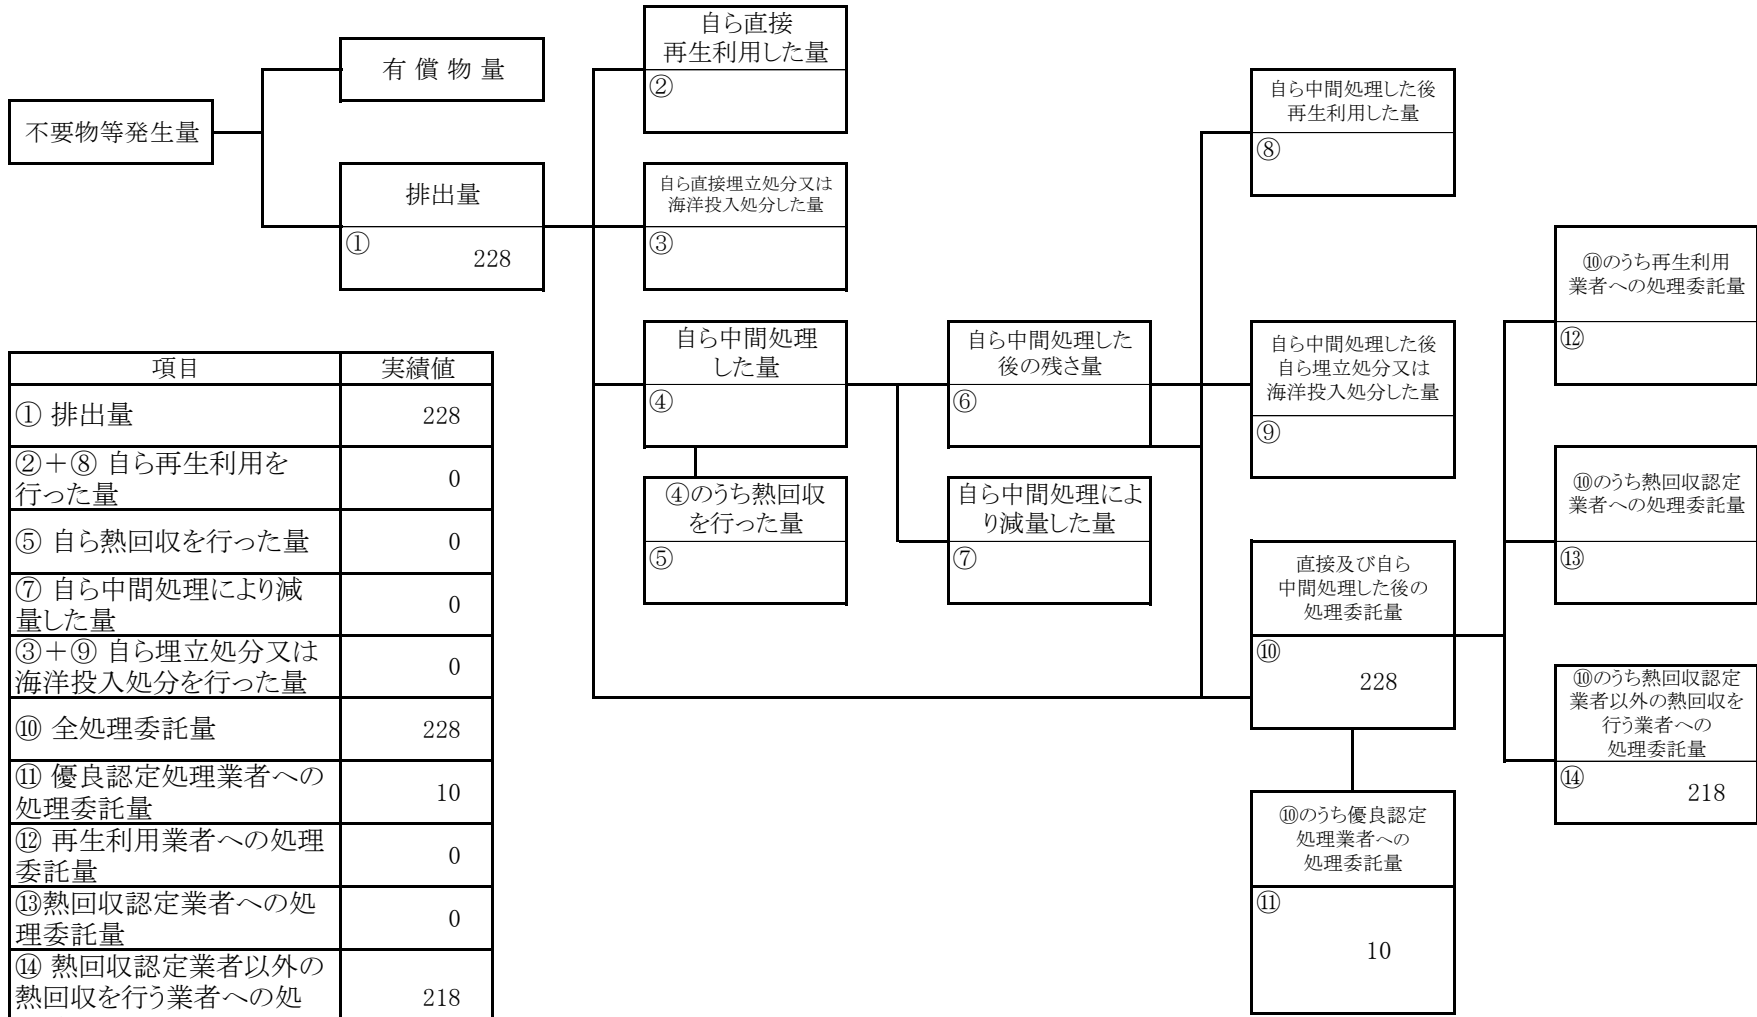 不要物等発生量
有償物量
排出量
①
228
自ら直接
再生利用した量
②
自ら直接埋立処分又は
海洋投入処分した量
③
自ら中間処理
した量
④
④のうち熱回収
を行った量
⑤
自ら中間処理した
後の残さ量
⑥
自ら中間処理によ
り減量した量
⑦
自ら中間処理した後
再生利用した量
⑧
自ら中間処理した後
自ら埋立処分又は
海洋投入処分した量
⑨
直接及び自ら
中間処理した後の
処理委託量
⑩
228
⑩のうち優良認定
処理業者への
処理委託量
⑪
10
⑩のうち再生利用
業者への処理委託量
⑫
⑩のうち熱回収認定
業者への処理委託量
⑬
⑩のうち熱回収認定
業者以外の熱回収を
行う業者への
処理委託量
⑭
218
項目 実績値
① 排出量 228
②+⑧ 自ら再生利用を
行った量 0
⑤ 自ら熱回収を行った量 0
⑦ 自ら中間処理により減
量した量 0
③+⑨ 自ら埋立処分又は
海洋投入処分を行った量 0
⑩ 全処理委託量 228
⑪ 優良認定処理業者への
処理委託量 10
⑫ 再生利用業者への処理
委託量 0
⑬熱回収認定業者への処
理委託量 0
⑭ 熱回収認定業者以外の
熱回収を行う業者への処 218